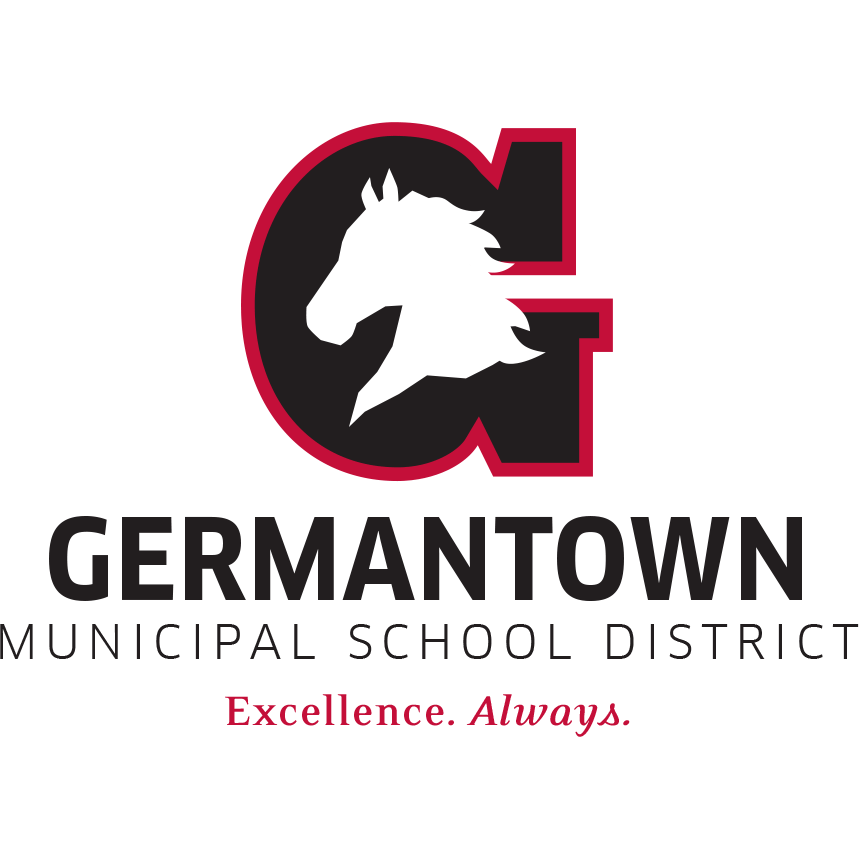 G
GERMANTOWN
MUNICIPAL SCHOOL DISTRICT
Excellence. Always.